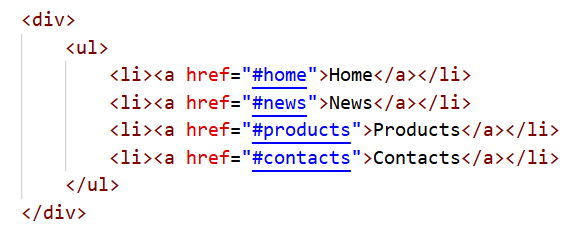 <div>
<ul>
<li><a href="#home">Home</a></li>
<li><a href="#news">News</a></li>
<li><a href="#products">Products</a></li>
<li><a href="#contacts">Contacts</a></li>
</ul>
</div>